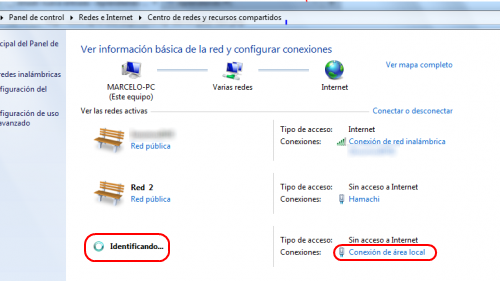 Panel de control ▸ Redes e Internet ▸ Centro de redes y recursos compartidos
cipal del Panel de
edes inalámbricas
figuración del
figuración de uso
avanzado
Ver información básica de la red y configurar conexiones
Ver mapa completo
MARCELO-PC
(Este equipo)
Varias redes
Internet
Ver las redes activas
Conectar o desconectar
Red pública
Tipo de acceso: Internet
Conexiones: Conexión de red inalámbrica
Red 2
Red pública
Tipo de acceso: Sin acceso a Internet
Conexiones: Hamachi
Identificando...
Tipo de acceso: Sin acceso a Internet
Conexiones: Conexión de área local